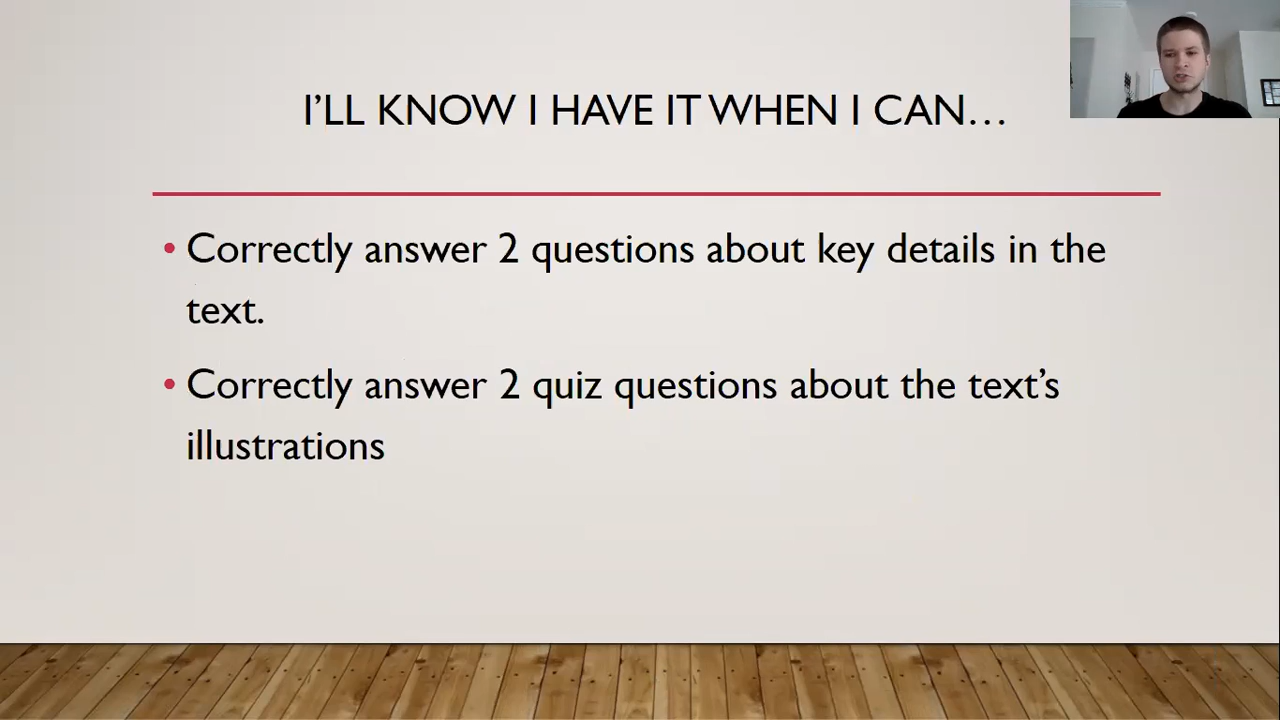 I'LL KNOW I HAVE IT WHEN I CAN…
• Correctly answer 2 questions about key details in the
text.
• Correctly answer 2 quiz questions about the text's
illustrations